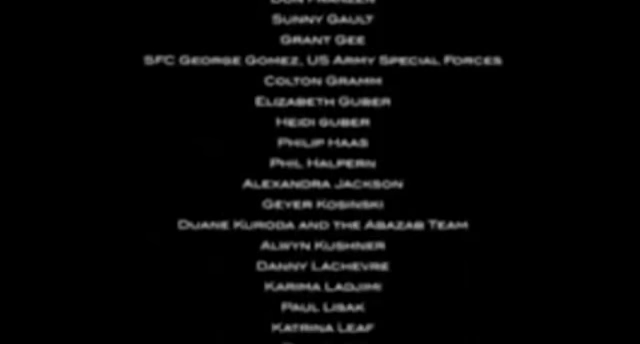 Don Franzen
Sunny Gault
Grant Gee
SFC George Gomez, US Army Special Forces
Colton Gramm
Elizabeth Guber
Heidi Guber
Philip Haas
Phil Halpern
Alexandra Jackson
Geyer Kosinski
Duane Kuroda and the Abazab Team
Alwyn Kushner
Danny Lachevre
Karima Ladjimi
Paul Lisak
Katrina Leaf